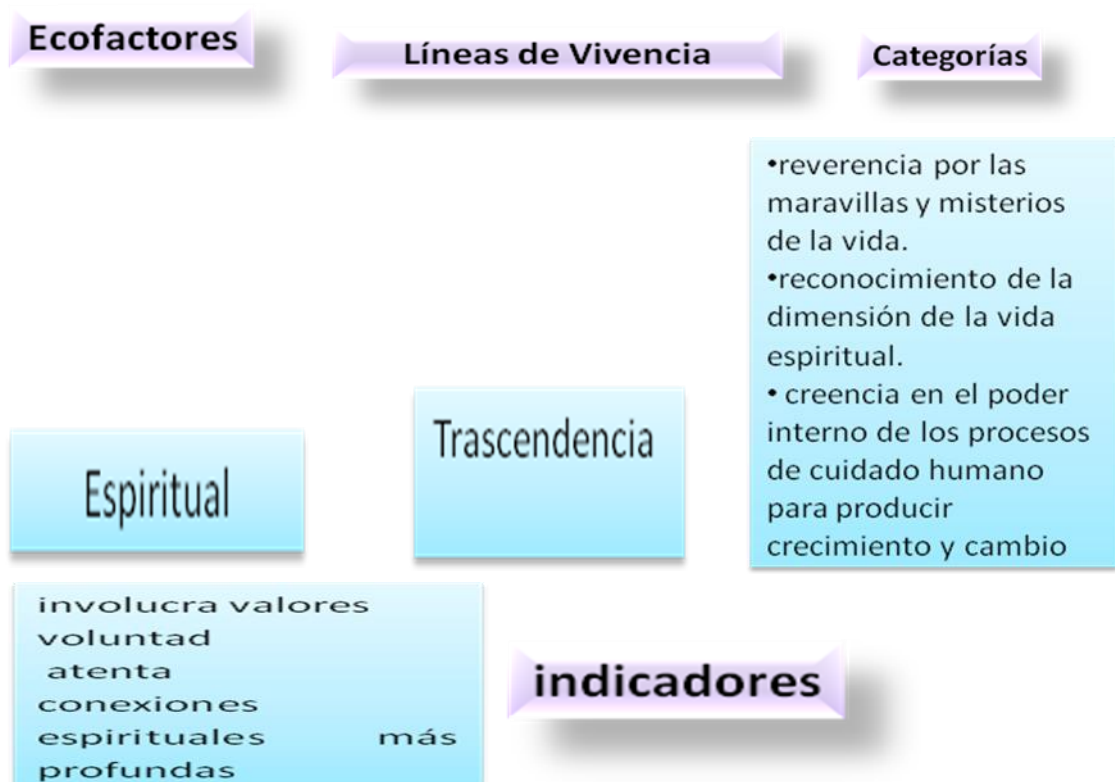 Ecofactores
Líneas de Vivencia
Categorías
•reverencia por las
maravillas y misterios
de la vida.
•reconocimiento de la
dimensión de la vida
espiritual.
• creencia en el poder
interno de los procesos
de cuidado humano
para producir
crecimiento y cambio
Trascendencia
Espiritual
involucra valores
voluntad
atenta
conexiones
espirituales más
profundas
indicadores